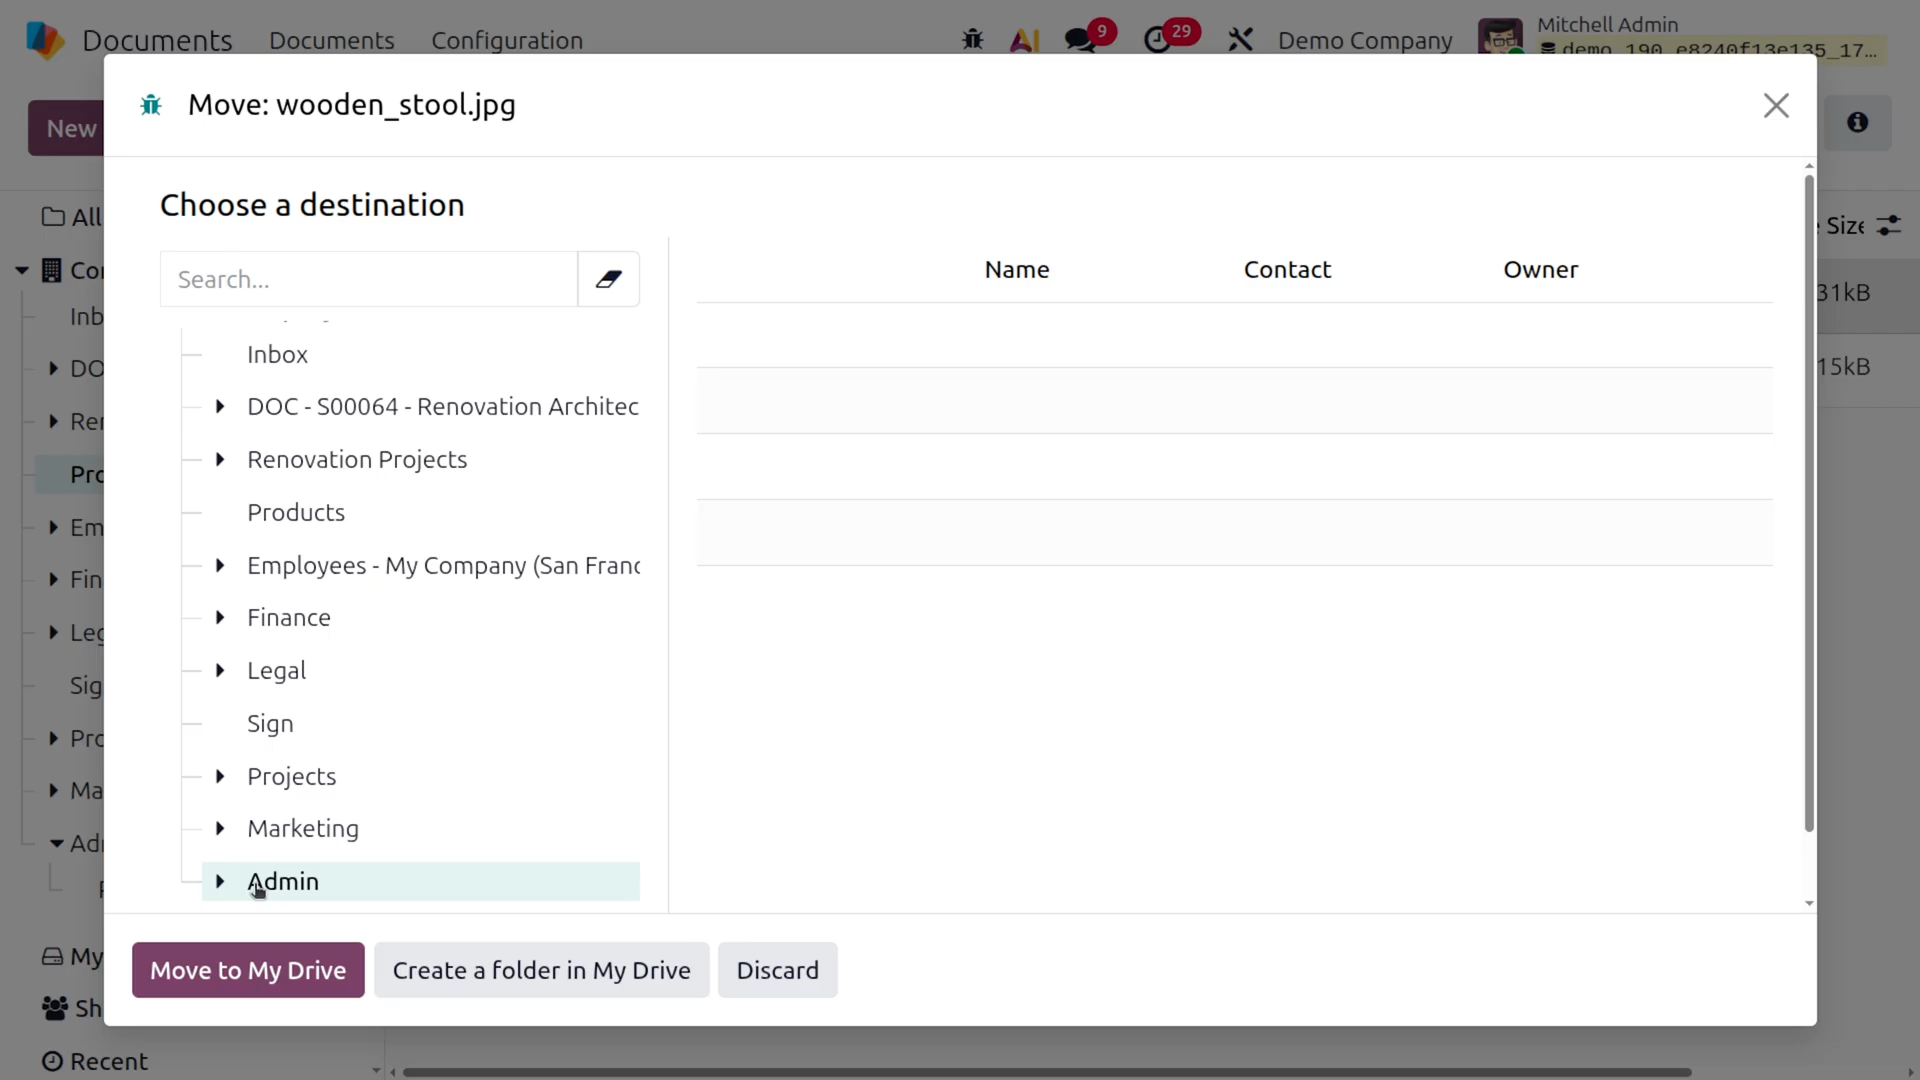 Documents Documents Configuration 9 29 Demo Company Mitchell Admin
demo_190_e8240f13e135_17...
Move: wooden_stool.jpg
New
Choose a destination
All
Size
Search...
Name Contact Owner
31kB
Inbox
DOC - S00064 - Renovation Architec
15kB
Renovation Projects
Products
Employees - My Company (San Franc
Finance
Legal
Sign
Projects
Marketing
Admin
Move to My Drive Create a folder in My Drive Discard
My
Recent